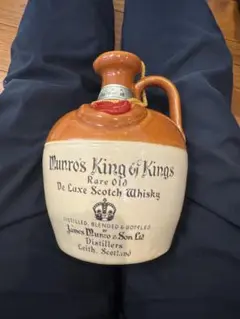 Munro's King of Kings
Rare Old
De Luxe Scotch Whisky
DISTILLED, BLENDED & BOTTLED
BY
James Munro & Son Ltd
Distillers
Leith, Scotland